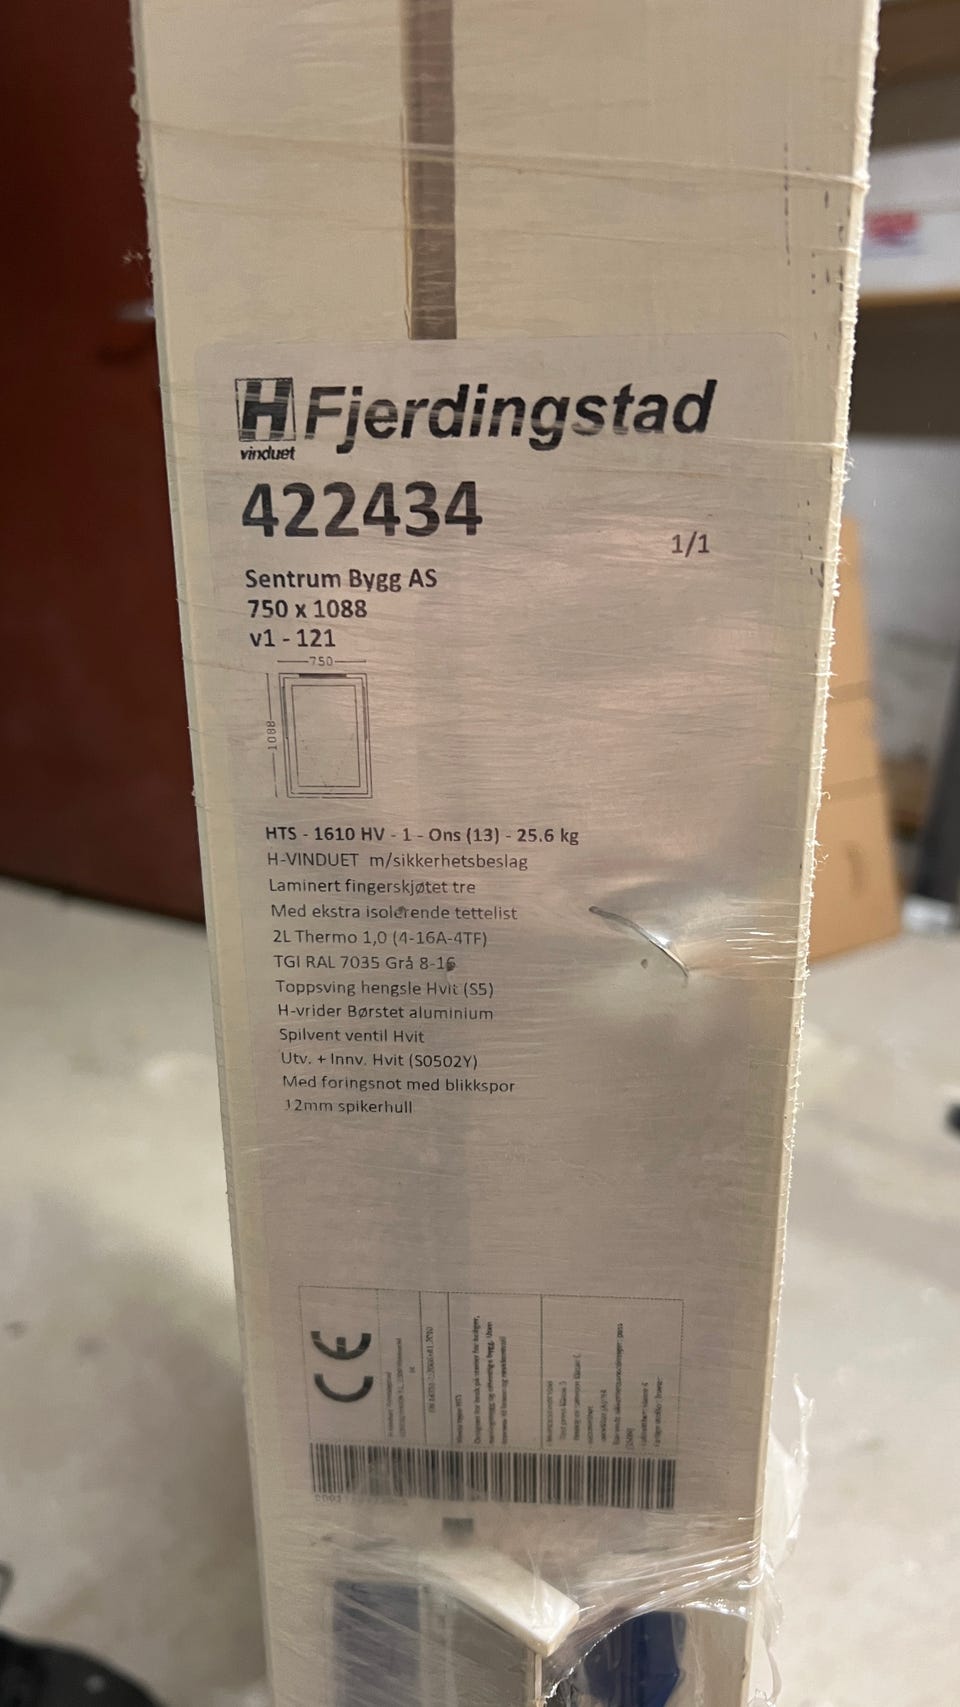 H Fjerdingstad
vinduet
422434
1/1
Sentrum Bygg AS
750 x 1088
v1 - 121
750
1088
HTS - 1610 HV - 1 - Ons (13) - 25.6 kg
H-VINDUET m/sikkerhetsbeslag
Laminert fingerskjøtet tre
Med ekstra isolerende tettelist
2L Thermo 1,0 (4-16A-4TF)
TGI RAL 7035 Grå 8-16
Toppsving hengsle Hvit (S5)
H-vrider Børstet aluminium
Spilvent ventil Hvit
Utv. + Innv. Hvit (S0502Y)
Med foringsnot med blikkspor
12mm spikerhull
CE